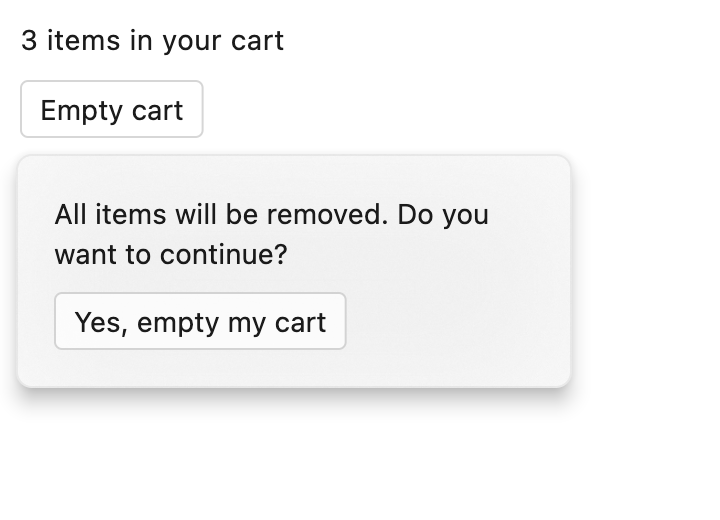 3 items in your cart
Empty cart
All items will be removed. Do you
want to continue?
Yes, empty my cart